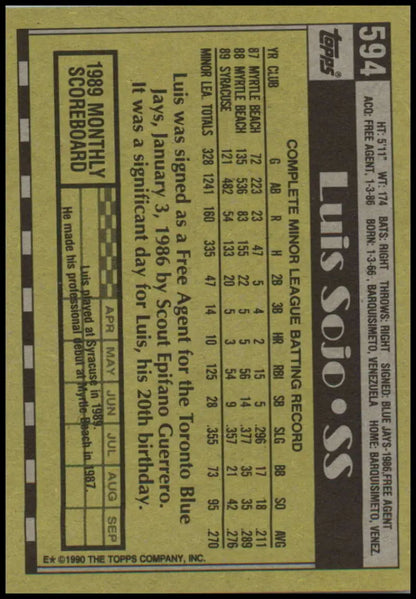 594
Topps®
HT: 5'11" WT: 174 BATS: RIGHT THROWS: RIGHT SIGNED: BLUE JAYS-1986, FREE AGENT
ACQ: FREE AGENT, 1-3-86 BORN: 1-3-66, BARQUISIMETO, VENEZUELA HOME: BARQUISIMETO, VENEZ.
Luis Sojo • SS
COMPLETE MINOR LEAGUE BATTING RECORD
YR CLUB G AB R H 2B 3B HR RBI SB SLG BB SO AVG
87 MYRTLE BEACH 72 223 23 47 5 4 2 15 5 .296 17 18 .211
88 MYRTLE BEACH 135 536 83 155 22 5 5 56 14 .377 35 35 .289
89 SYRACUSE 121 482 54 133 20 5 3 54 9 .357 21 42 .276
MINOR LEA. TOTALS 328 1241 160 335 47 14 10 125 28 .355 73 95 .270
Luis was signed as a Free Agent for the Toronto Blue
Jays, January 3, 1986 by Scout Epifano Guerrero.
It was a significant day for Luis, his 20th birthday.
1989 MONTHLY
SCOREBOARD
APR MAY JUN JUL AUG SEP
Luis played at Syracuse in 1989.
He made his professional debut at Myrtle Beach in 1987.
E* ©1990 THE TOPPS COMPANY, INC.